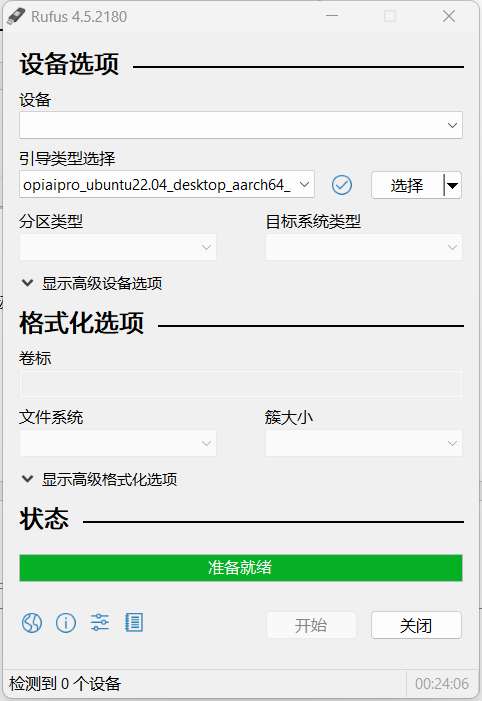 Rufus 4.5.2180
设备选项
设备
引导类型选择
opiaipro_ubuntu22.04_desktop_aarch64_
选择
分区类型 目标系统类型
显示高级设备选项
格式化选项
卷标
文件系统 簇大小
显示高级格式化选项
状态
准备就绪
开始 关闭
检测到 0 个设备 00:24:06